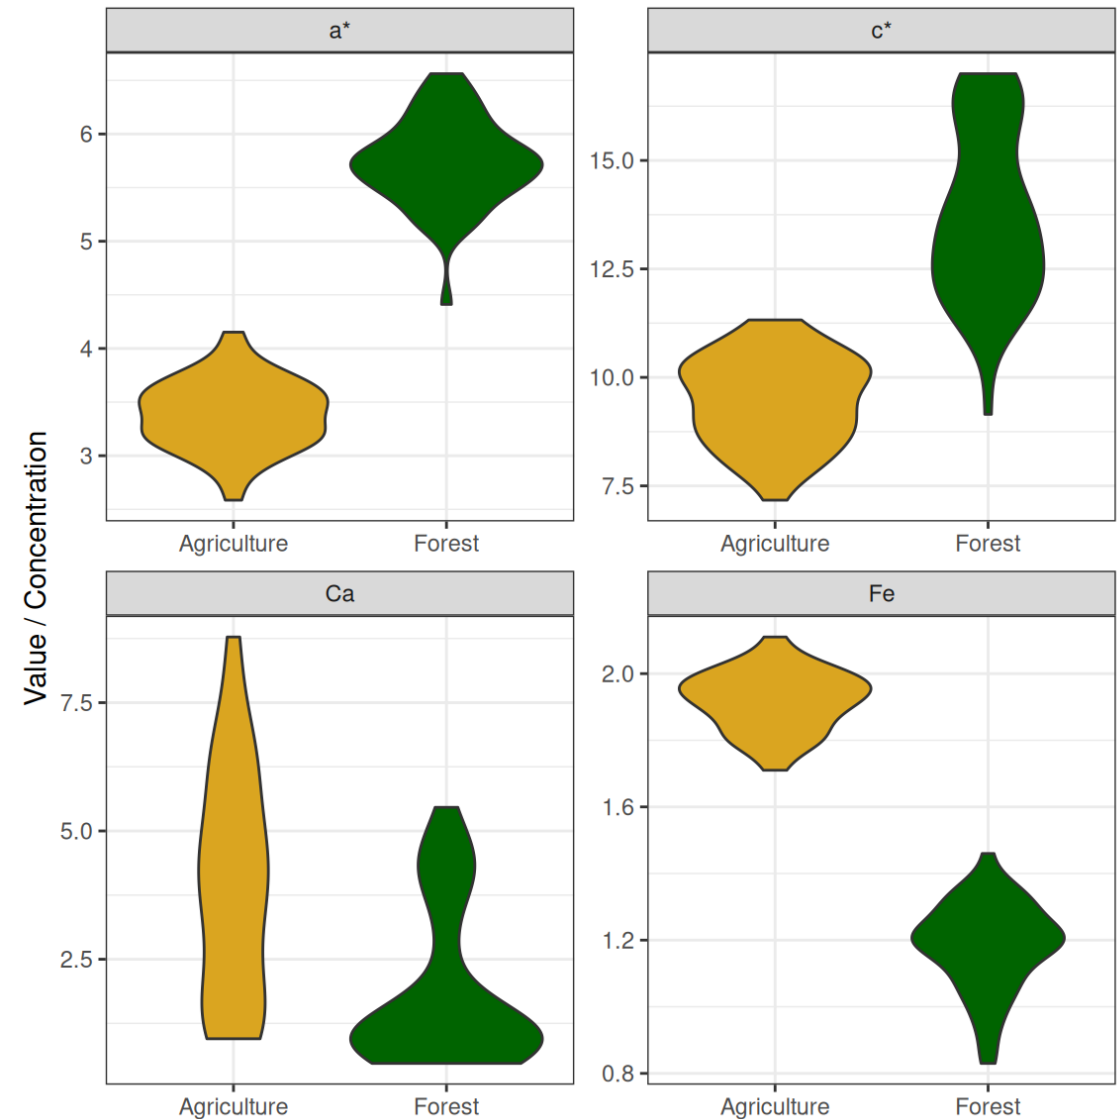 Value / Concentration
a*
6
5
4
3
Agriculture Forest
c*
15.0
12.5
10.0
7.5
Agriculture Forest
Ca
7.5
5.0
2.5
Agriculture Forest
Fe
2.0
1.6
1.2
0.8
Agriculture Forest